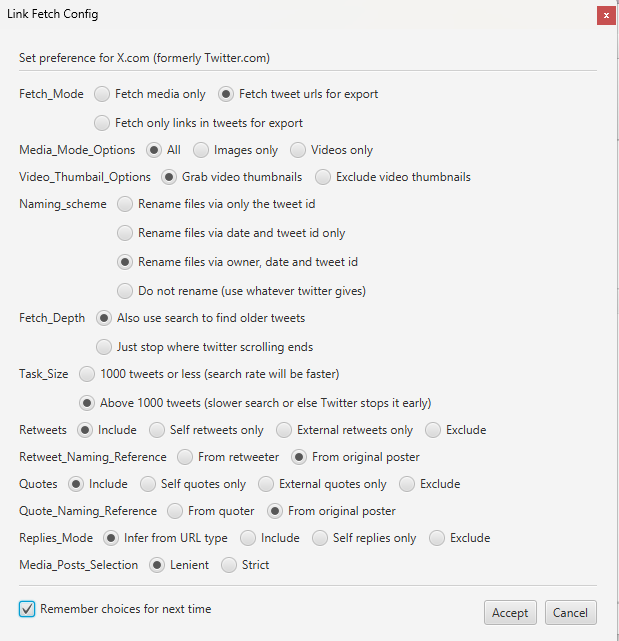 Link Fetch Config
x
Set preference for X.com (formerly Twitter.com)
Fetch_Mode Fetch media only Fetch tweet urls for export
Fetch only links in tweets for export
Media_Mode_Options All Images only Videos only
Video_Thumbail_Options Grab video thumbnails Exclude video thumbnails
Naming_scheme Rename files via only the tweet id
Rename files via date and tweet id only
Rename files via owner, date and tweet id
Do not rename (use whatever twitter gives)
Fetch_Depth Also use search to find older tweets
Just stop where twitter scrolling ends
Task_Size 1000 tweets or less (search rate will be faster)
Above 1000 tweets (slower search or else Twitter stops it early)
Retweets Include Self retweets only External retweets only Exclude
Retweet_Naming_Reference From retweeter From original poster
Quotes Include Self quotes only External quotes only Exclude
Quote_Naming_Reference From quoter From original poster
Replies_Mode Infer from URL type Include Self replies only Exclude
Media_Posts_Selection Lenient Strict
Remember choices for next time
Accept Cancel